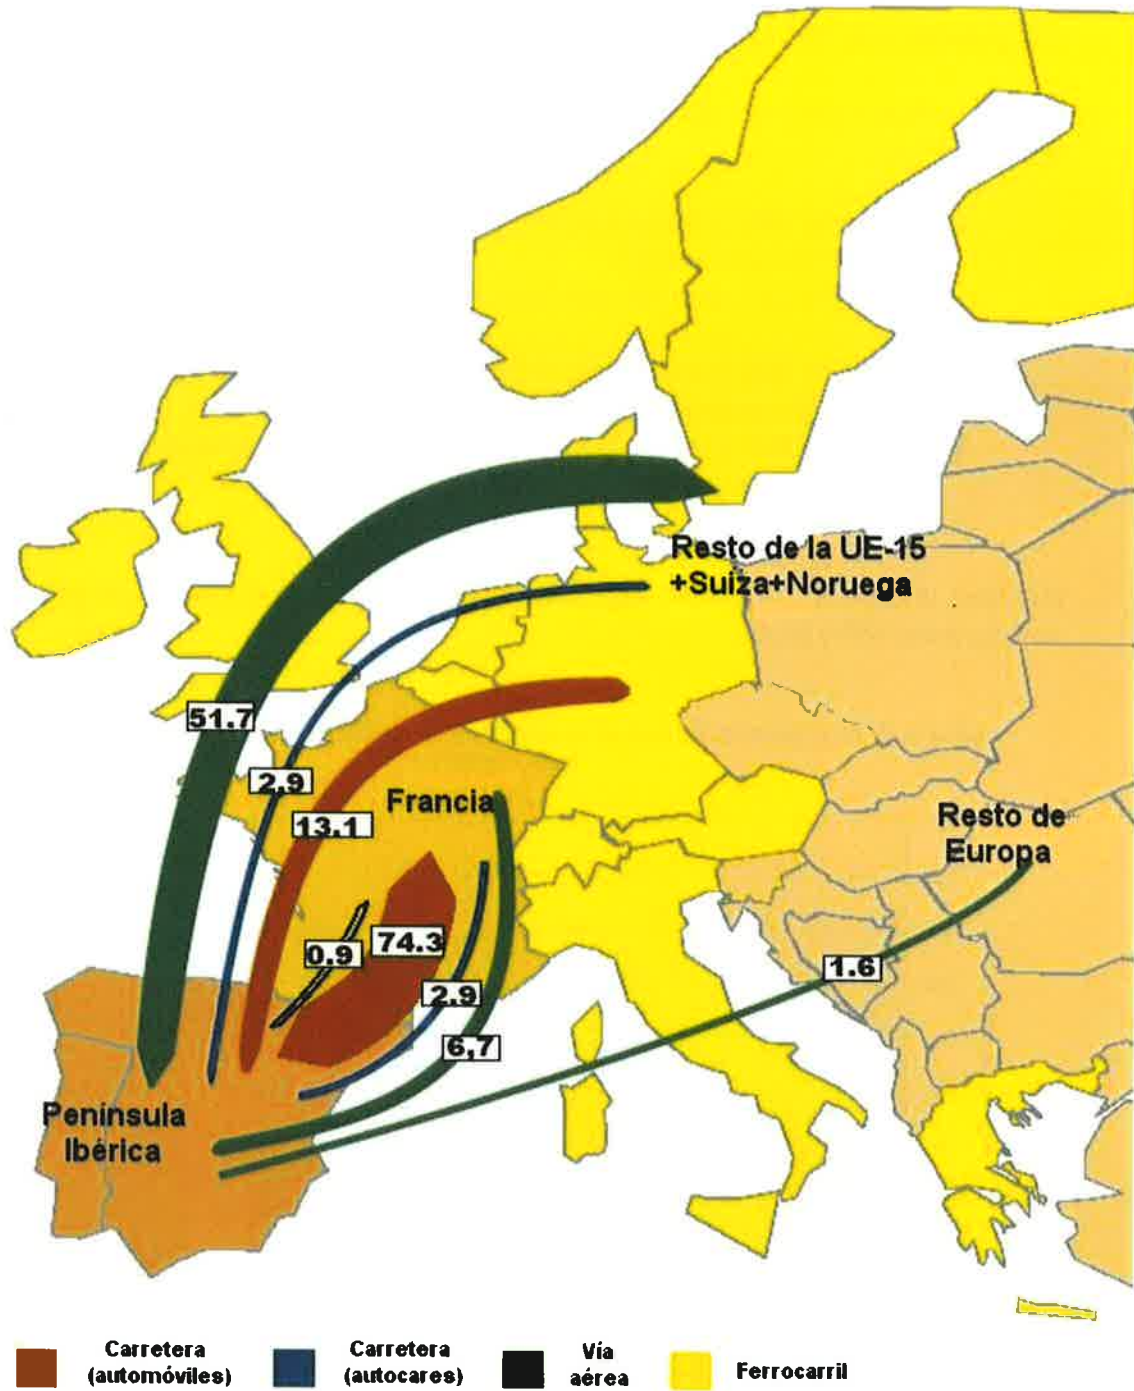 Resto de la UE-15
+Suiza+Noruega
51.7
2.9
Francia
13.1
Resto de
Europa
0.9
74.3
1.6
2.9
6,7
Península
Ibérica
Carretera
(automóviles)
Carretera
(autocares)
Vía
aérea
Ferrocarril